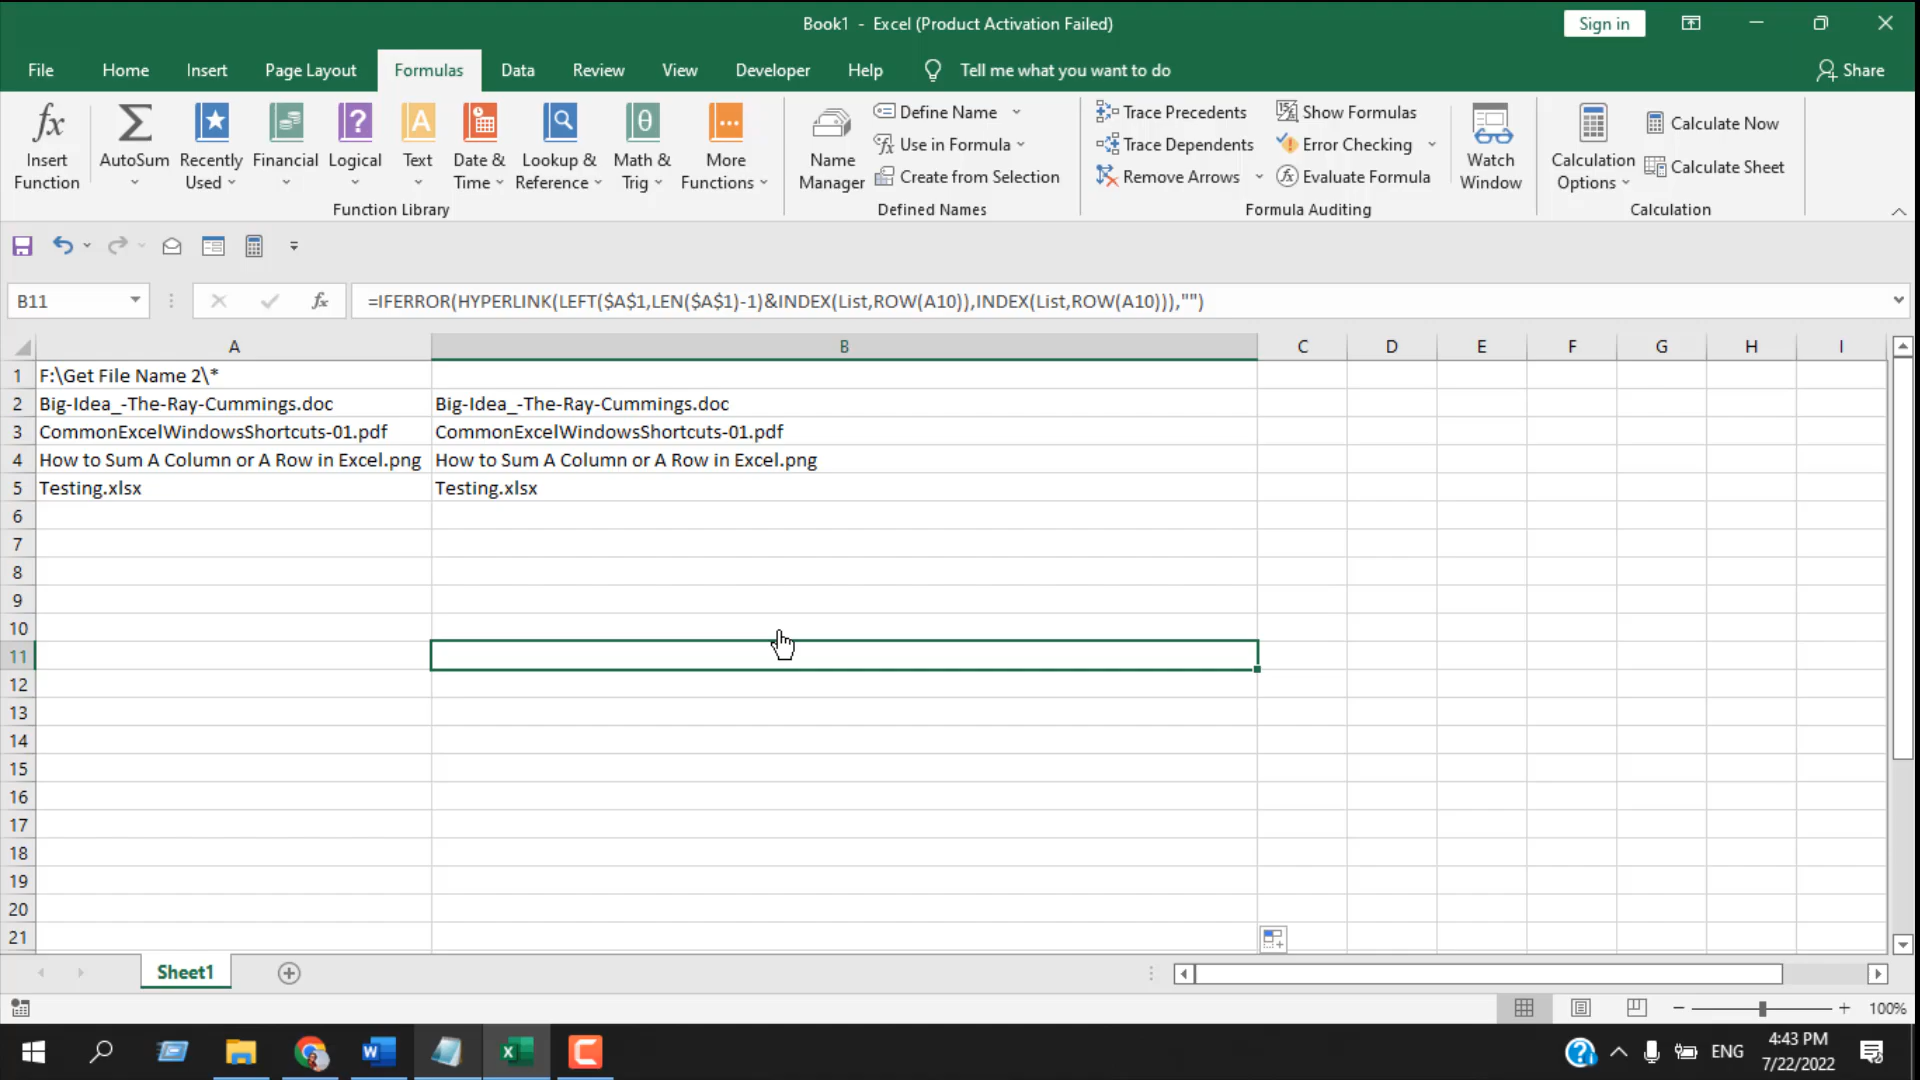 Book1 - Excel (Product Activation Failed)
Sign in
File Home Insert Page Layout Formulas Data Review View Developer Help Tell me what you want to do
Share
fx Insert Function
Σ AutoSum
Recently Used
Financial
? Logical
A Text
Date & Time
Lookup & Reference
θ Math & Trig
More Functions
Function Library
Name Manager
Define Name
Use in Formula
Create from Selection
Defined Names
Trace Precedents
Trace Dependents
Remove Arrows
Show Formulas
Error Checking
Evaluate Formula
Formula Auditing
Watch Window
Calculation Options
Calculate Now
Calculate Sheet
Calculation
B11 fx =IFERROR(HYPERLINK(LEFT($A$1,LEN($A$1)-1)&INDEX(List,ROW(A10)),INDEX(List,ROW(A10))),"")
A B C D E F G H I
1 F:\Get File Name 2\*
2 Big-Idea_-The-Ray-Cummings.doc Big-Idea_-The-Ray-Cummings.doc
3 CommonExcelWindowsShortcuts-01.pdf CommonExcelWindowsShortcuts-01.pdf
4 How to Sum A Column or A Row in Excel.png How to Sum A Column or A Row in Excel.png
5 Testing.xlsx Testing.xlsx
6
7
8
9
10
11
12
13
14
15
16
17
18
19
20
21
Sheet1
100%
ENG
4:43 PM
7/22/2022